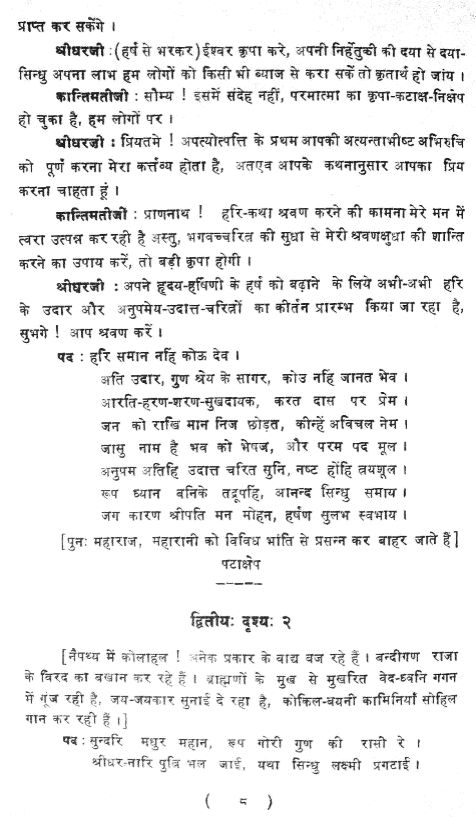 प्राप्त कर सकेंगे ।
श्रीधरजी : (हर्ष से भरकर) ईश्वर कृपा करे, अपनी निर्हेतुकी की दया से दया-
सिन्धु अपना लाभ हम लोगों को किसी भी ब्याज से करा सकें तो कृतार्थ हो जांय ।
कान्तिमतीजी : सौम्य ! इसमें संदेह नहीं, परमात्मा का कृपा-कटाक्ष-निक्षेप
हो चुका है, हम लोगों पर ।
श्रीधरजी : प्रियतमे ! अपत्योत्पत्ति के प्रथम आपकी अत्यन्ताभीष्ट अभिरुचि
को पूर्ण करना मेरा कर्त्तव्य होता है, अतएव आपके कथनानुसार आपका प्रिय
करना चाहता हूं ।
कान्तिमतीजी : प्राणनाथ ! हरि-कथा श्रवण करने की कामना मेरे मन में
त्वरा उत्पन्न कर रही है अस्तु, भगवच्चरित्र की सुधा से मेरी श्रवणक्षुधा की शान्ति
करने का उपाय करें, तो बड़ी कृपा होगी ।
श्रीधरजी : अपने हृदय-हर्षिणी के हर्ष को बढ़ाने के लिये अभी-अभी हरि
के उदार और अनुपमेय-उदात्त-चरित्रों का कीर्तन प्रारम्भ किया जा रहा है,
सुभगे ! आप श्रवण करें ।
पद : हरि समान नहिं कोऊ देव ।
अति उदार, गुण श्रेय के सागर, कोउ नहिं जानत भेव ।
आरति-हरण-शरण-सुखदायक, करत दास पर प्रेम ।
जन को राखि मान निज छोड़त, कीन्हें अविचल नेम ।
जासु नाम है भव को भेषज, और परम पद मूल ।
अनुपम अतिहि उदात्त चरित सुनि, नष्ट होंहि त्रयशूल ।
रूप ध्यान बनिके तद्रूपहिं, आनन्द सिन्धु समाय ।
जग कारण श्रीपति मन मोहन, हर्षण सुलभ स्वभाय ।
[पुनः महाराज, महारानी को विविध भांति से प्रसन्न कर बाहर जाते हैं]
पटाक्षेप
द्वितीयः दृश्यः २
[नैपथ्य में कोलाहल ! अनेक प्रकार के वाद्य बज रहे हैं । बन्दीगण राजा
के विरद का बखान कर रहे हैं । ब्राह्मणों के मुख से मुखरित वेद-ध्वनि गगन
में गूंज रही है, जय-जयकार सुनाई दे रहा है, कोकिल-बयनी कामिनियाँ सोहिल
गान कर रही हैं ।]
पद : सुन्दरि मधुर महान, रूप गोरी गुण की रासी रे ।
श्रीधर-नारि पुत्रि भल जाई, यथा सिन्धु लक्ष्मी प्रगटाई ।
( ८ )